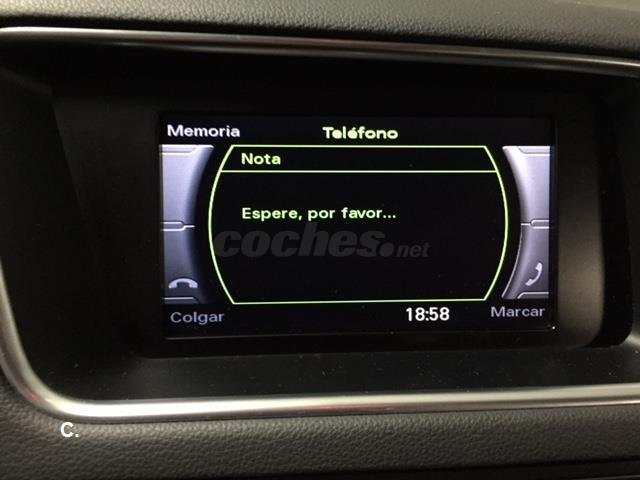 Memoria
Teléfono
Nota
Espere, por favor...
coches.net
Colgar
18:58
Marcar
C.